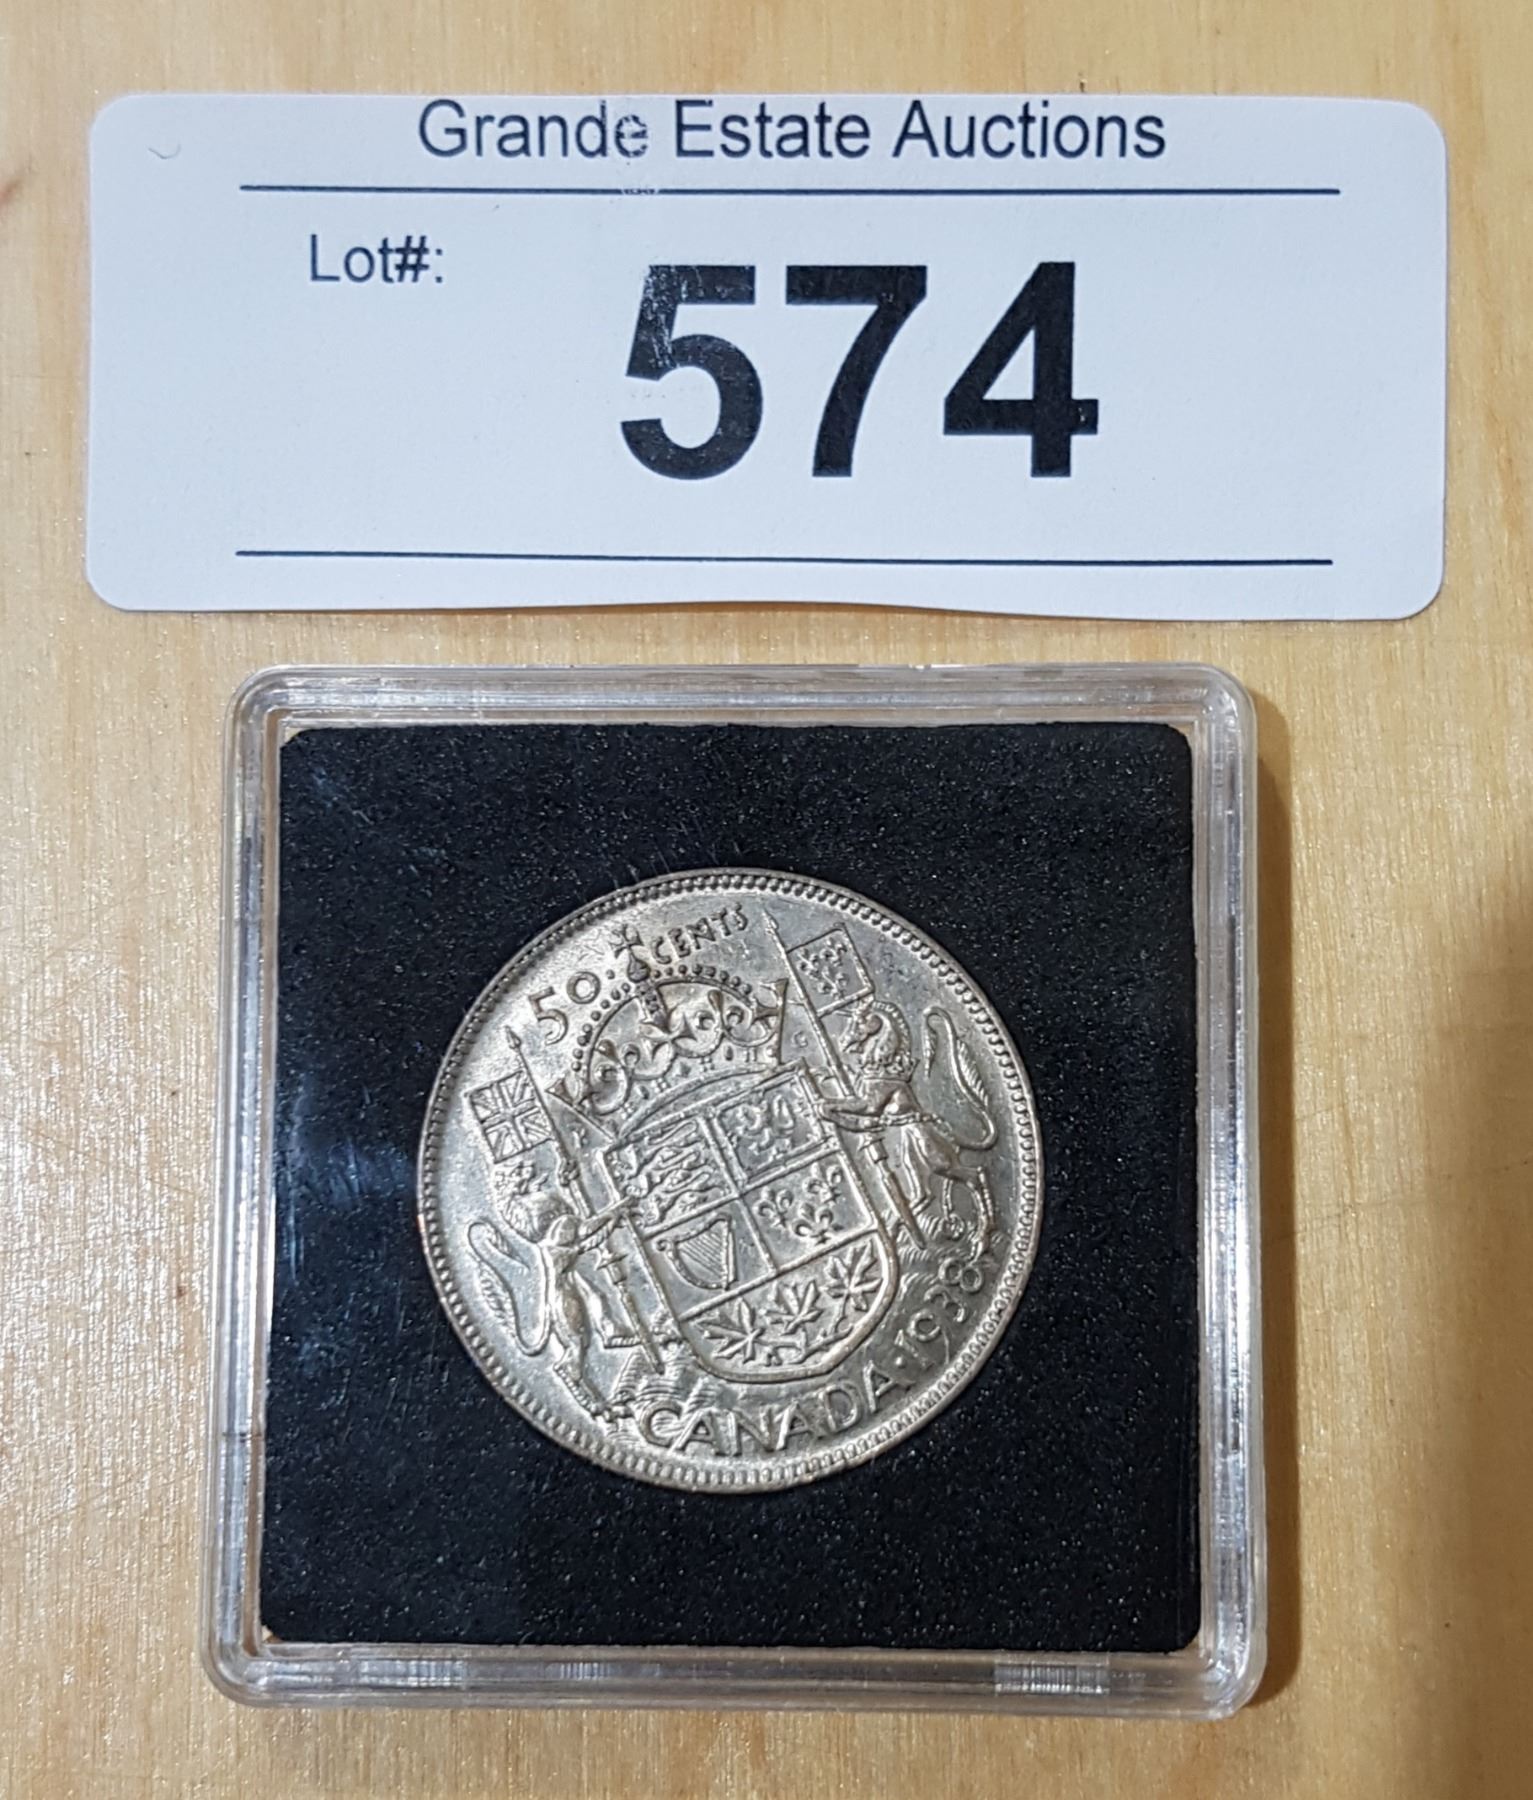 Grande Estate Auctions
Lot#: 574
50 CENTS
CANADA · 1938